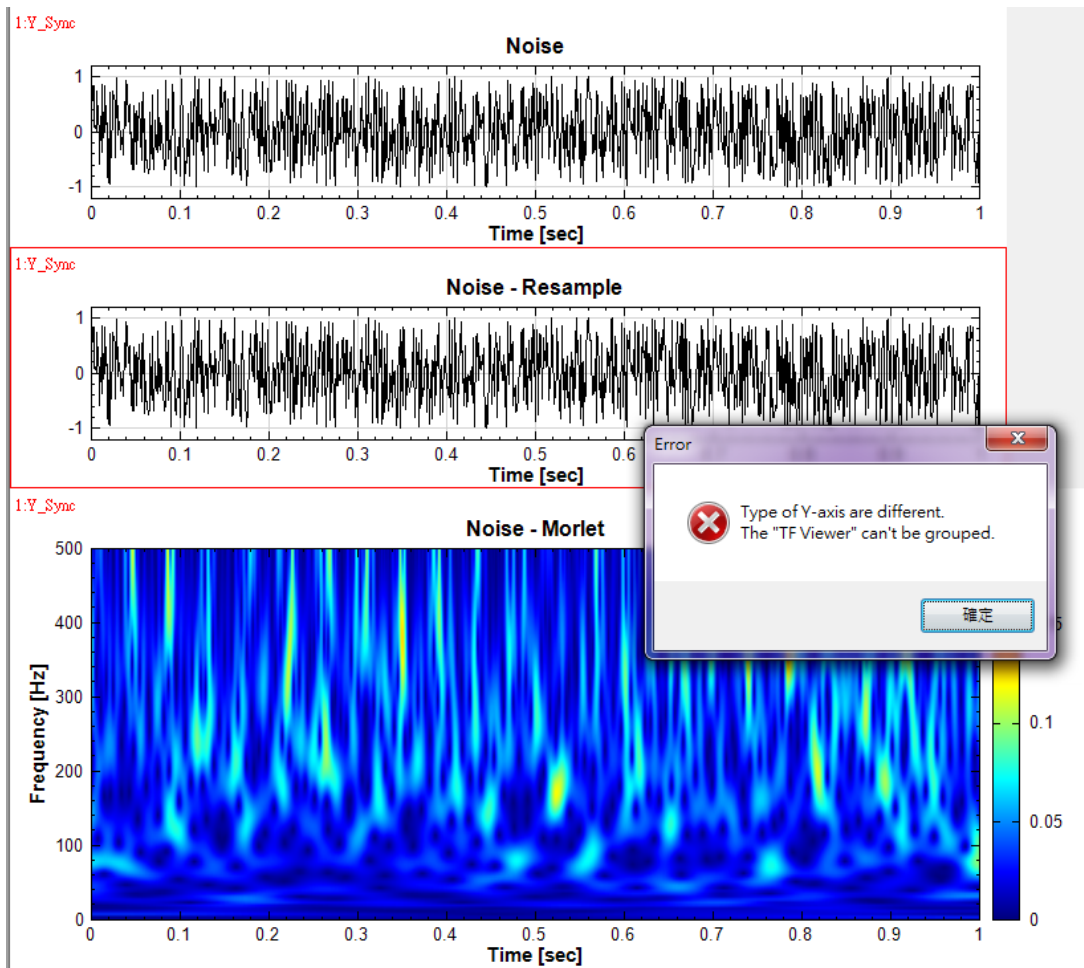 1:Y_Sync
Noise
1
0
-1
0 0.1 0.2 0.3 0.4 0.5 0.6 0.7 0.8 0.9 1
Time [sec]
1:Y_Sync
Noise - Resample
1
0
-1
0 0.1 0.2 0.3 0.4 0.5 0.6
Time [sec]
Error
Type of Y-axis are different.
The "TF Viewer" can't be grouped.
確定
1:Y_Sync
Noise - Morlet
Frequency [Hz]
500
400
300
200
100
0
0 0.1 0.2 0.3 0.4 0.5 0.6 0.7 0.8 0.9 1
Time [sec]
0.1
0.05
0